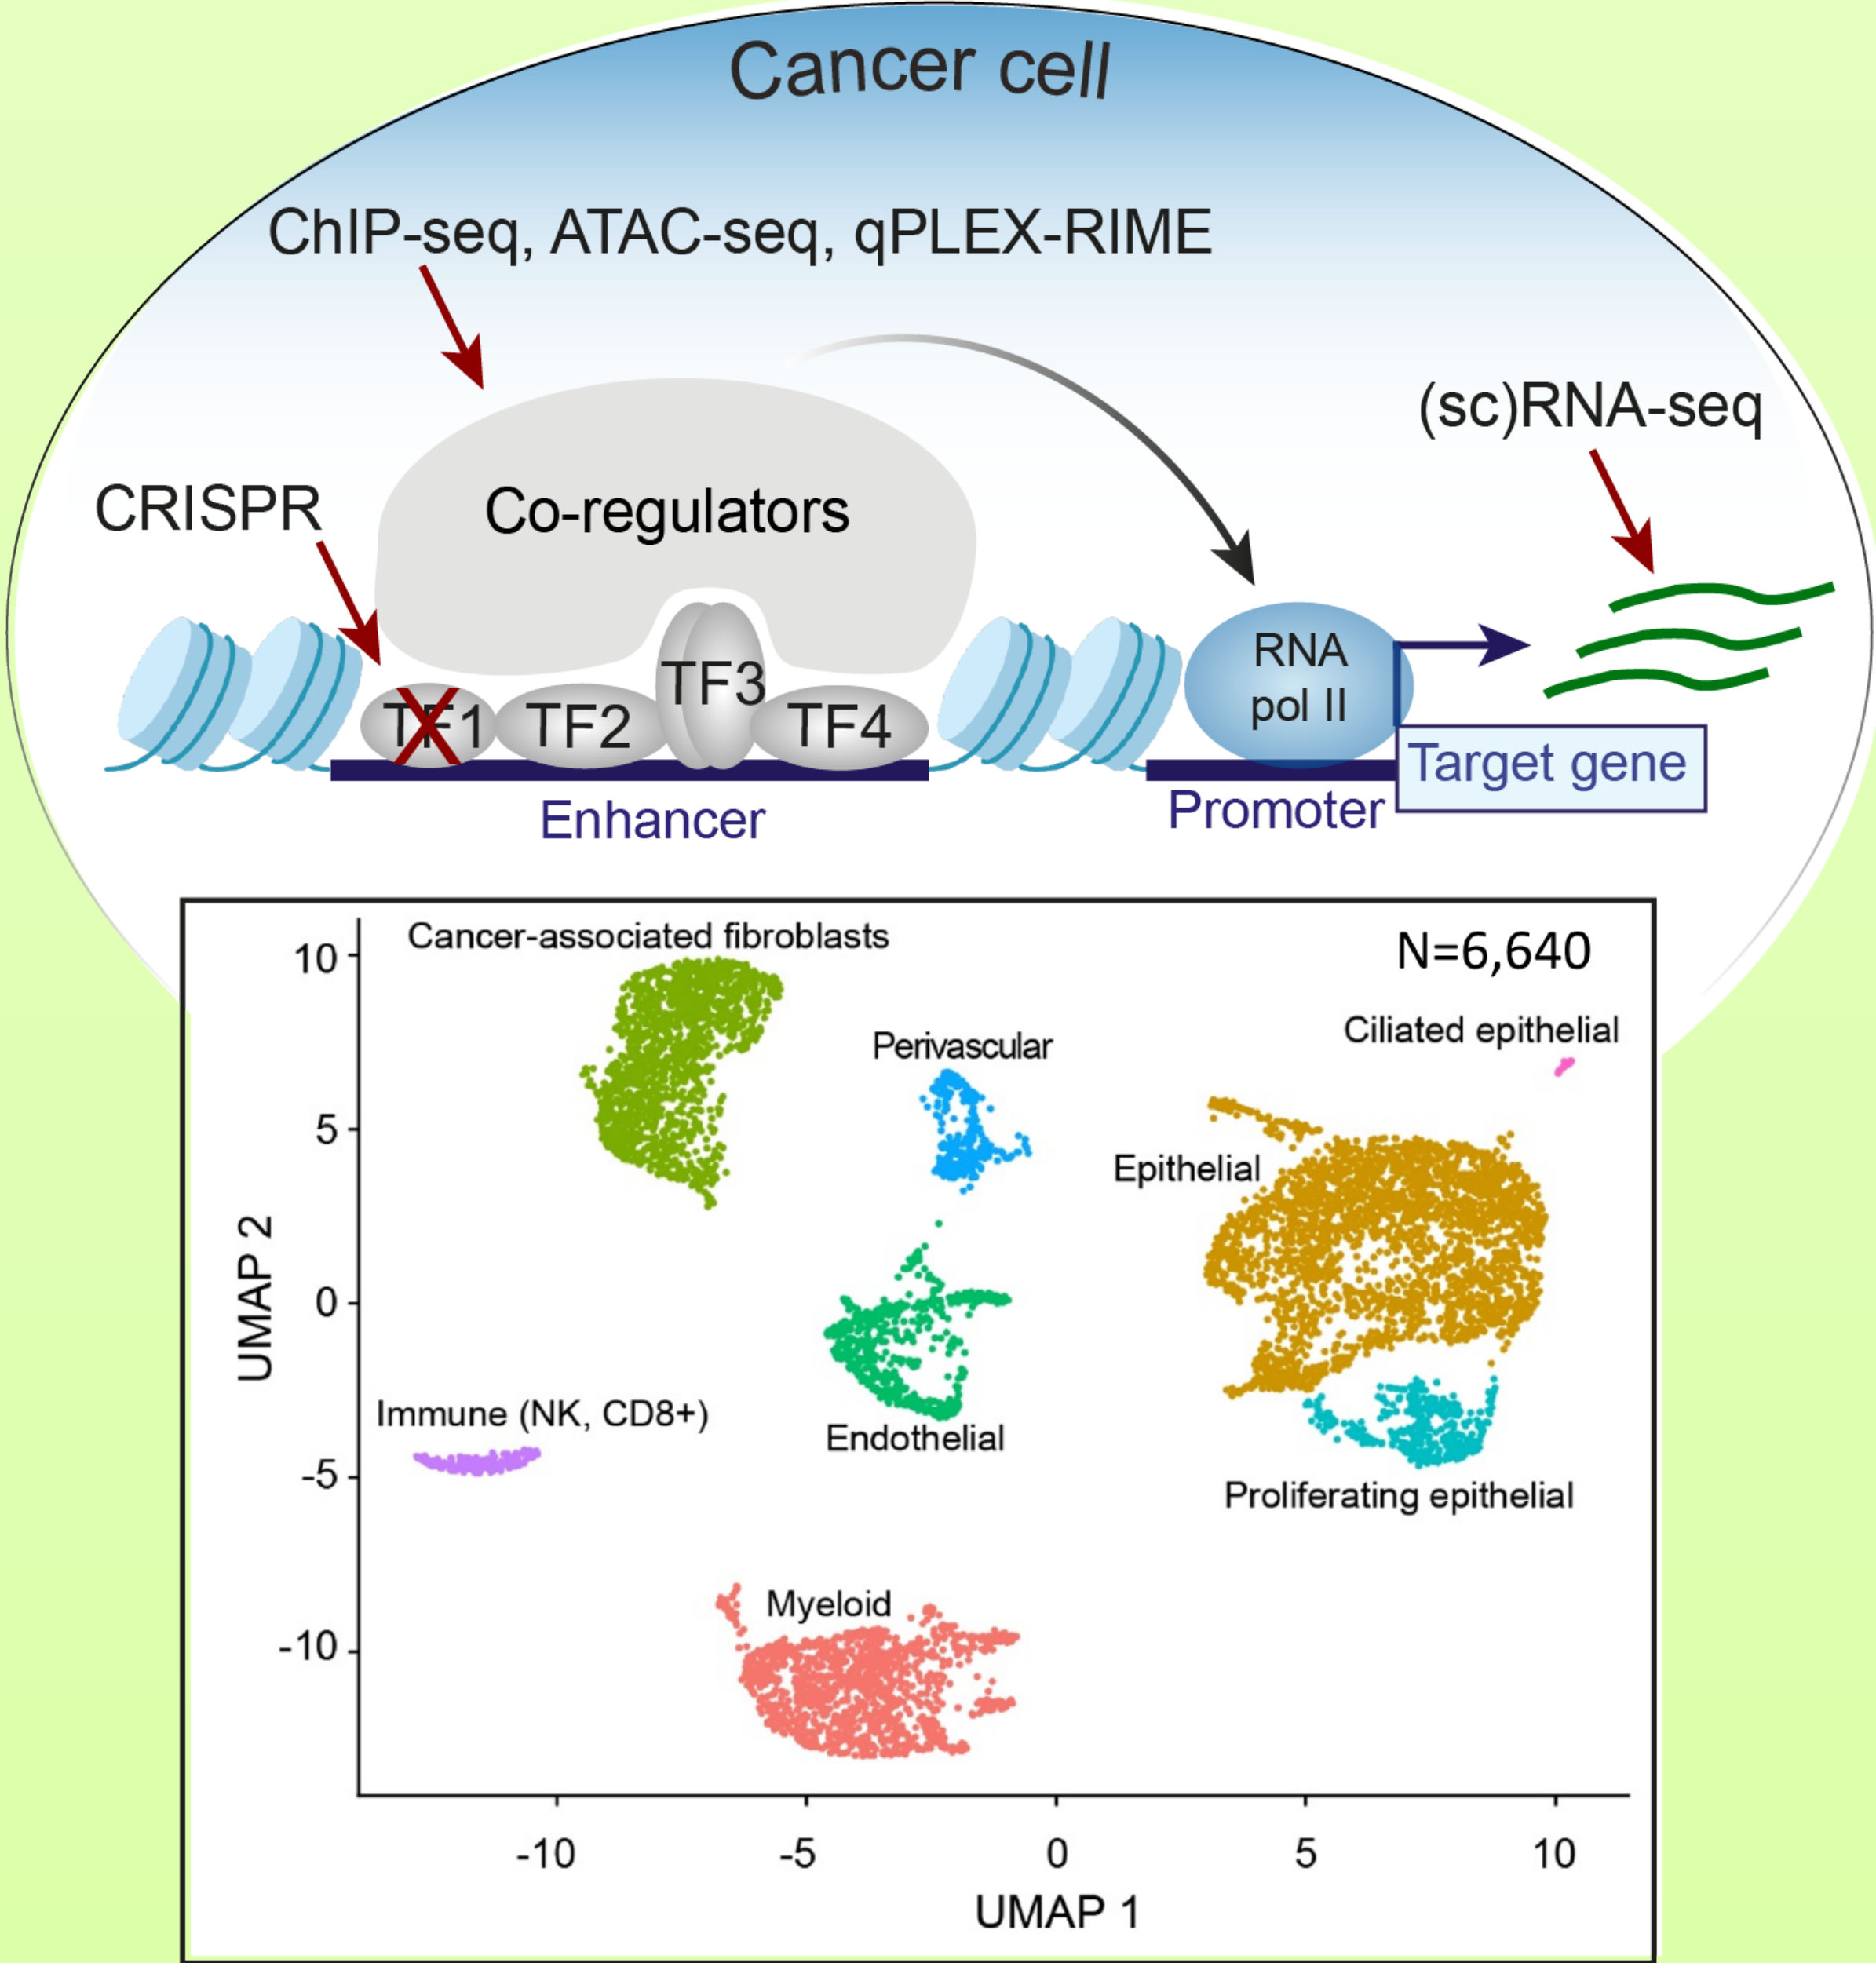 Cancer cell
ChIP-seq, ATAC-seq, qPLEX-RIME
(sc)RNA-seq
CRISPR
Co-regulators
TF1
TF2
TF3
TF4
RNA
pol II
Target gene
Enhancer
Promoter
Cancer-associated fibroblasts
N=6,640
10
Ciliated epithelial
Perivascular
5
Epithelial
UMAP 2
0
Immune (NK, CD8+)
Endothelial
-5
Proliferating epithelial
Myeloid
-10
-10
-5
0
5
10
UMAP 1